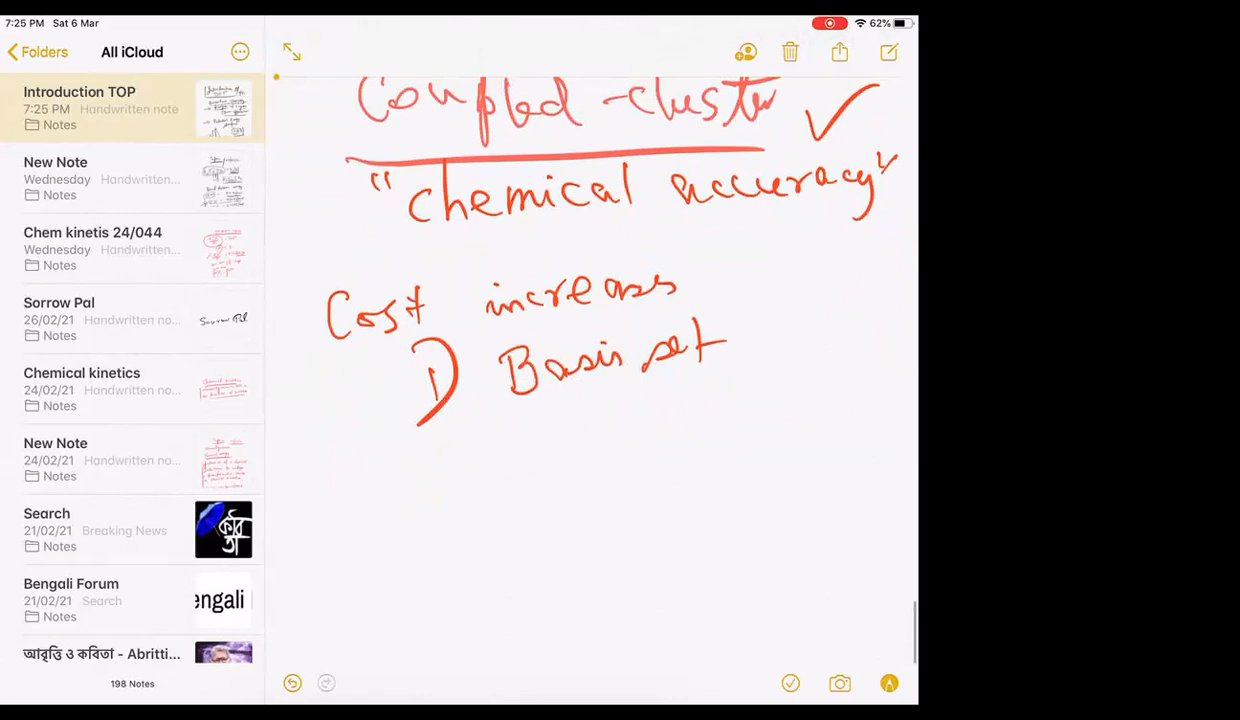 7:25 PM Sat 6 Mar
62%
Folders
All iCloud
Introduction TOP
7:25 PM Handwritten note
Notes
New Note
Wednesday Handwritten...
Notes
Chem kinetis 24/044
Wednesday Handwritten...
Notes
Sorrow Pal
26/02/21 Handwritten no...
Notes
Chemical kinetics
24/02/21 Handwritten no...
Notes
New Note
24/02/21 Handwritten no...
Notes
Search
21/02/21 Breaking News
Notes
Bengali Forum
21/02/21 Search
Notes
engali
আবৃত্তি ও কবিতা - Abritti...
198 Notes
Coupled-cluster
"chemical accuracy"
Cost increases
1) Basis set